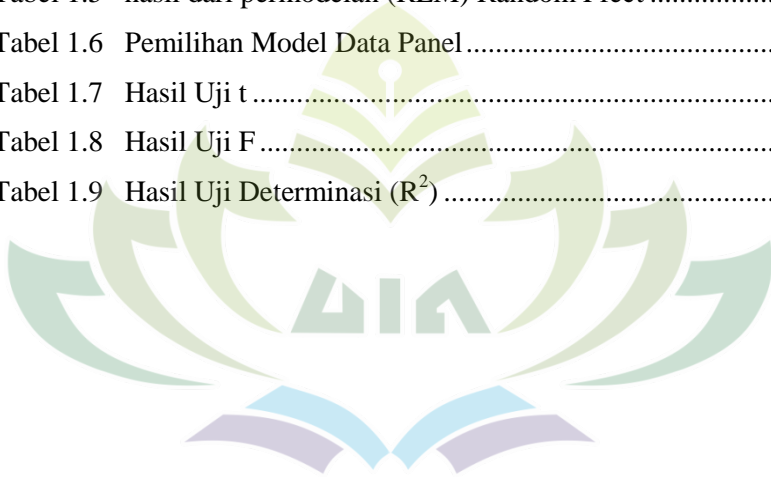 Tabel 1.6 Pemilihan Model Data Panel
Tabel 1.7 Hasil Uji t
Tabel 1.8 Hasil Uji F
Tabel 1.9 Hasil Uji Determinasi (R²)
UIN